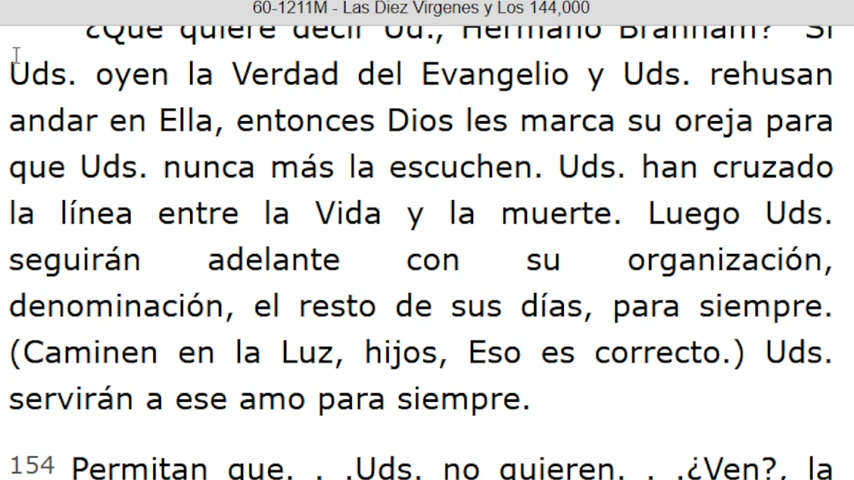 60-1211M - Las Diez Virgenes y Los 144,000
¿Qué quiere decir Ud., Hermano Branham?" Si
Uds. oyen la Verdad del Evangelio y Uds. rehusan
andar en Ella, entonces Dios les marca su oreja para
que Uds. nunca más la escuchen. Uds. han cruzado
la línea entre la Vida y la muerte. Luego Uds.
seguirán adelante con su organización,
denominación, el resto de sus días, para siempre.
(Caminen en la Luz, hijos, Eso es correcto.) Uds.
servirán a ese amo para siempre.
154 Permitan que. . .Uds. no quieren. . .¿Ven?, la